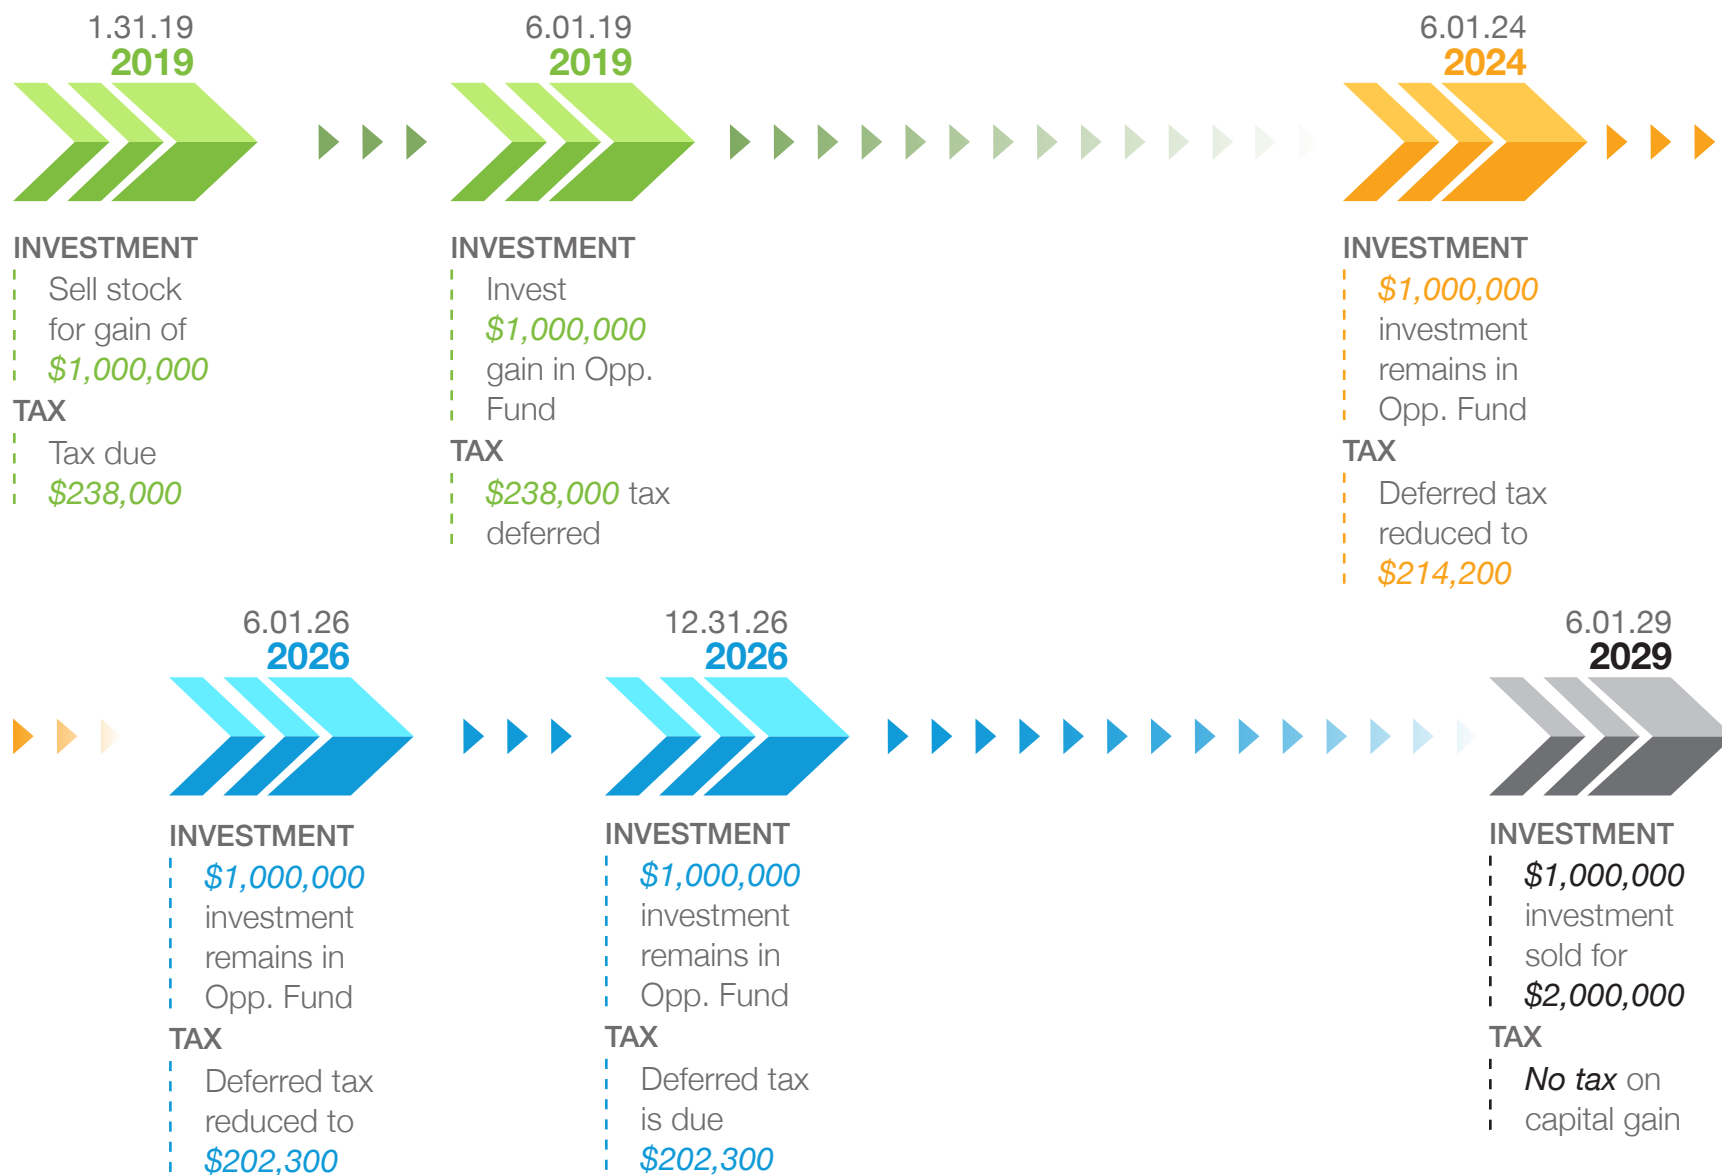 1.31.19
2019
INVESTMENT
Sell stock
for gain of
$1,000,000
TAX
Tax due
$238,000
6.01.19
2019
INVESTMENT
Invest
$1,000,000
gain in Opp.
Fund
TAX
$238,000 tax
deferred
6.01.24
2024
INVESTMENT
$1,000,000
investment
remains in
Opp. Fund
TAX
Deferred tax
reduced to
$214,200
6.01.26
2026
INVESTMENT
$1,000,000
investment
remains in
Opp. Fund
TAX
Deferred tax
reduced to
$202,300
12.31.26
2026
INVESTMENT
$1,000,000
investment
remains in
Opp. Fund
TAX
Deferred tax
is due
$202,300
6.01.29
2029
INVESTMENT
$1,000,000
investment
sold for
$2,000,000
TAX
No tax on
capital gain